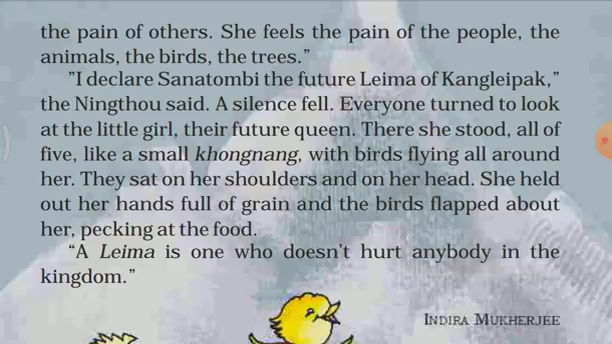 the pain of others. She feels the pain of the people, the
animals, the birds, the trees.”
”I declare Sanatombi the future Leima of Kangleipak,”
the Ningthou said. A silence fell. Everyone turned to look
at the little girl, their future queen. There she stood, all of
five, like a small khongnang, with birds flying all around
her. They sat on her shoulders and on her head. She held
out her hands full of grain and the birds flapped about
her, pecking at the food.
“A Leima is one who doesn’t hurt anybody in the
kingdom.”
INDIRA MUKHERJEE